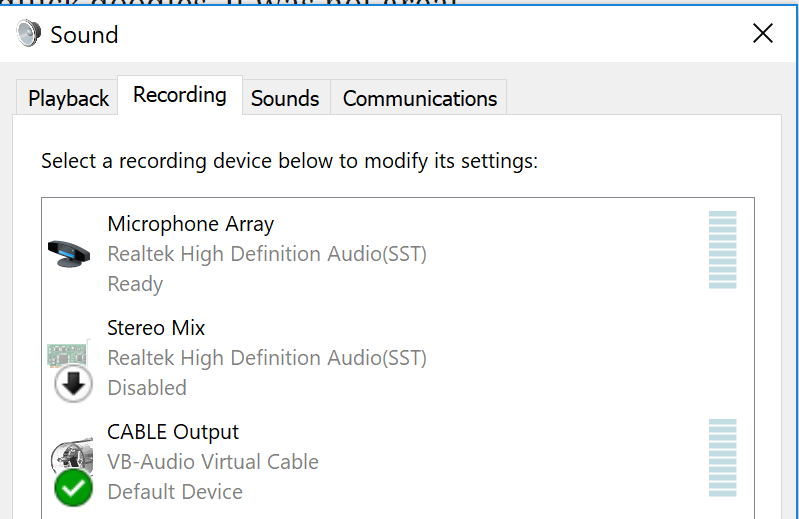 Sound
Playback
Recording
Sounds
Communications
Select a recording device below to modify its settings:
Microphone Array
Realtek High Definition Audio(SST)
Ready
Stereo Mix
Realtek High Definition Audio(SST)
Disabled
CABLE Output
VB-Audio Virtual Cable
Default Device